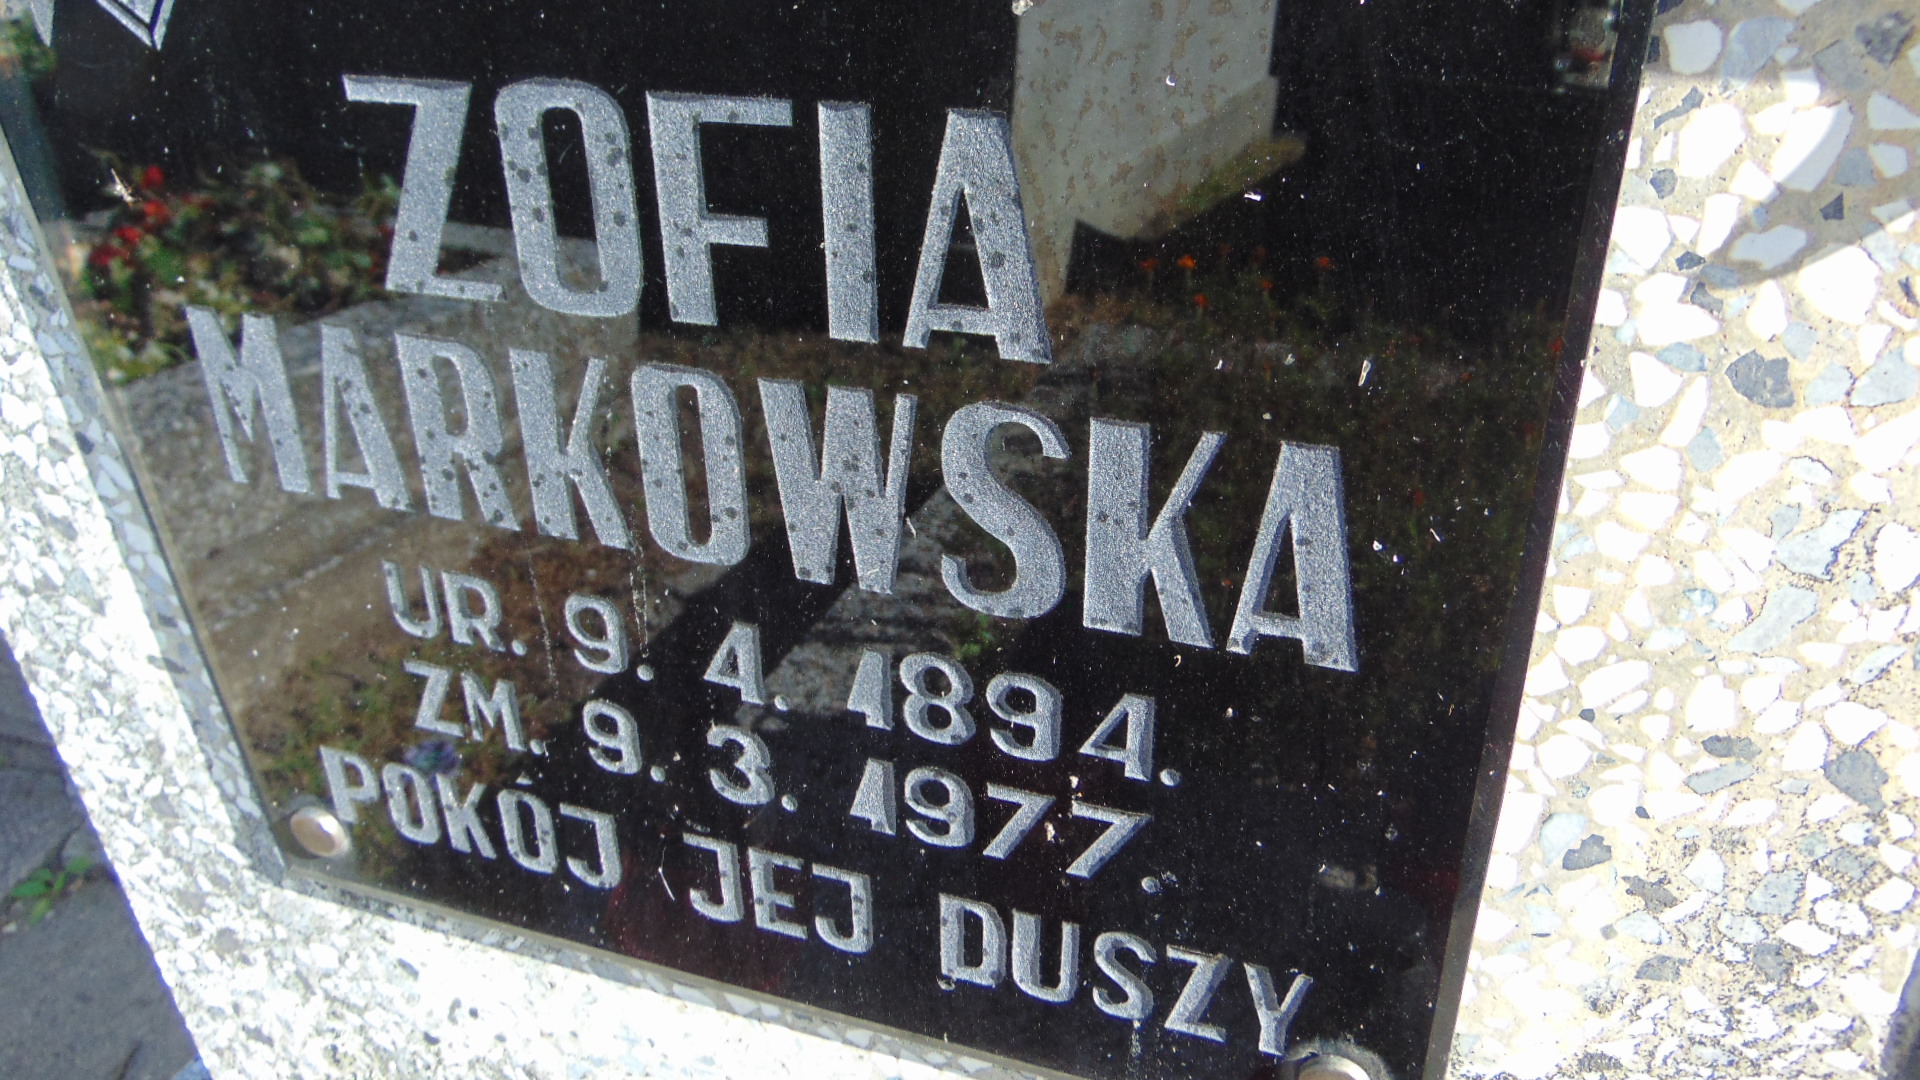 ZOFIA
MARKOWSKA
UR. 9. 4. 1894.
ZM. 9. 3. 1977.
POKÓJ JEJ DUSZY